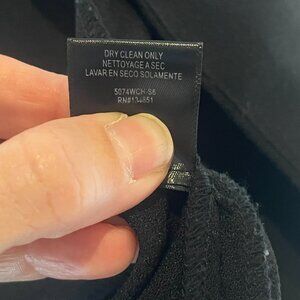 DRY CLEAN ONLY
NETTOYAGE A SEC
LAVAR EN SECO SOLAMENTE
5074WCH-S6